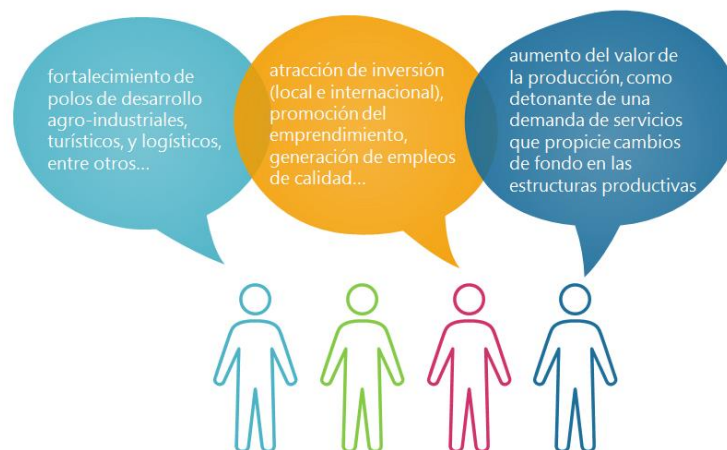 fortalecimiento de
polos de desarrollo
agro-industriales,
turísticos, y logísticos,
entre otros...
atracción de inversión
(local e internacional),
promoción del
emprendimiento,
generación de empleos
de calidad...
aumento del valor de
la producción, como
detonante de una
demanda de servicios
que propicie cambios
de fondo en las
estructuras productivas